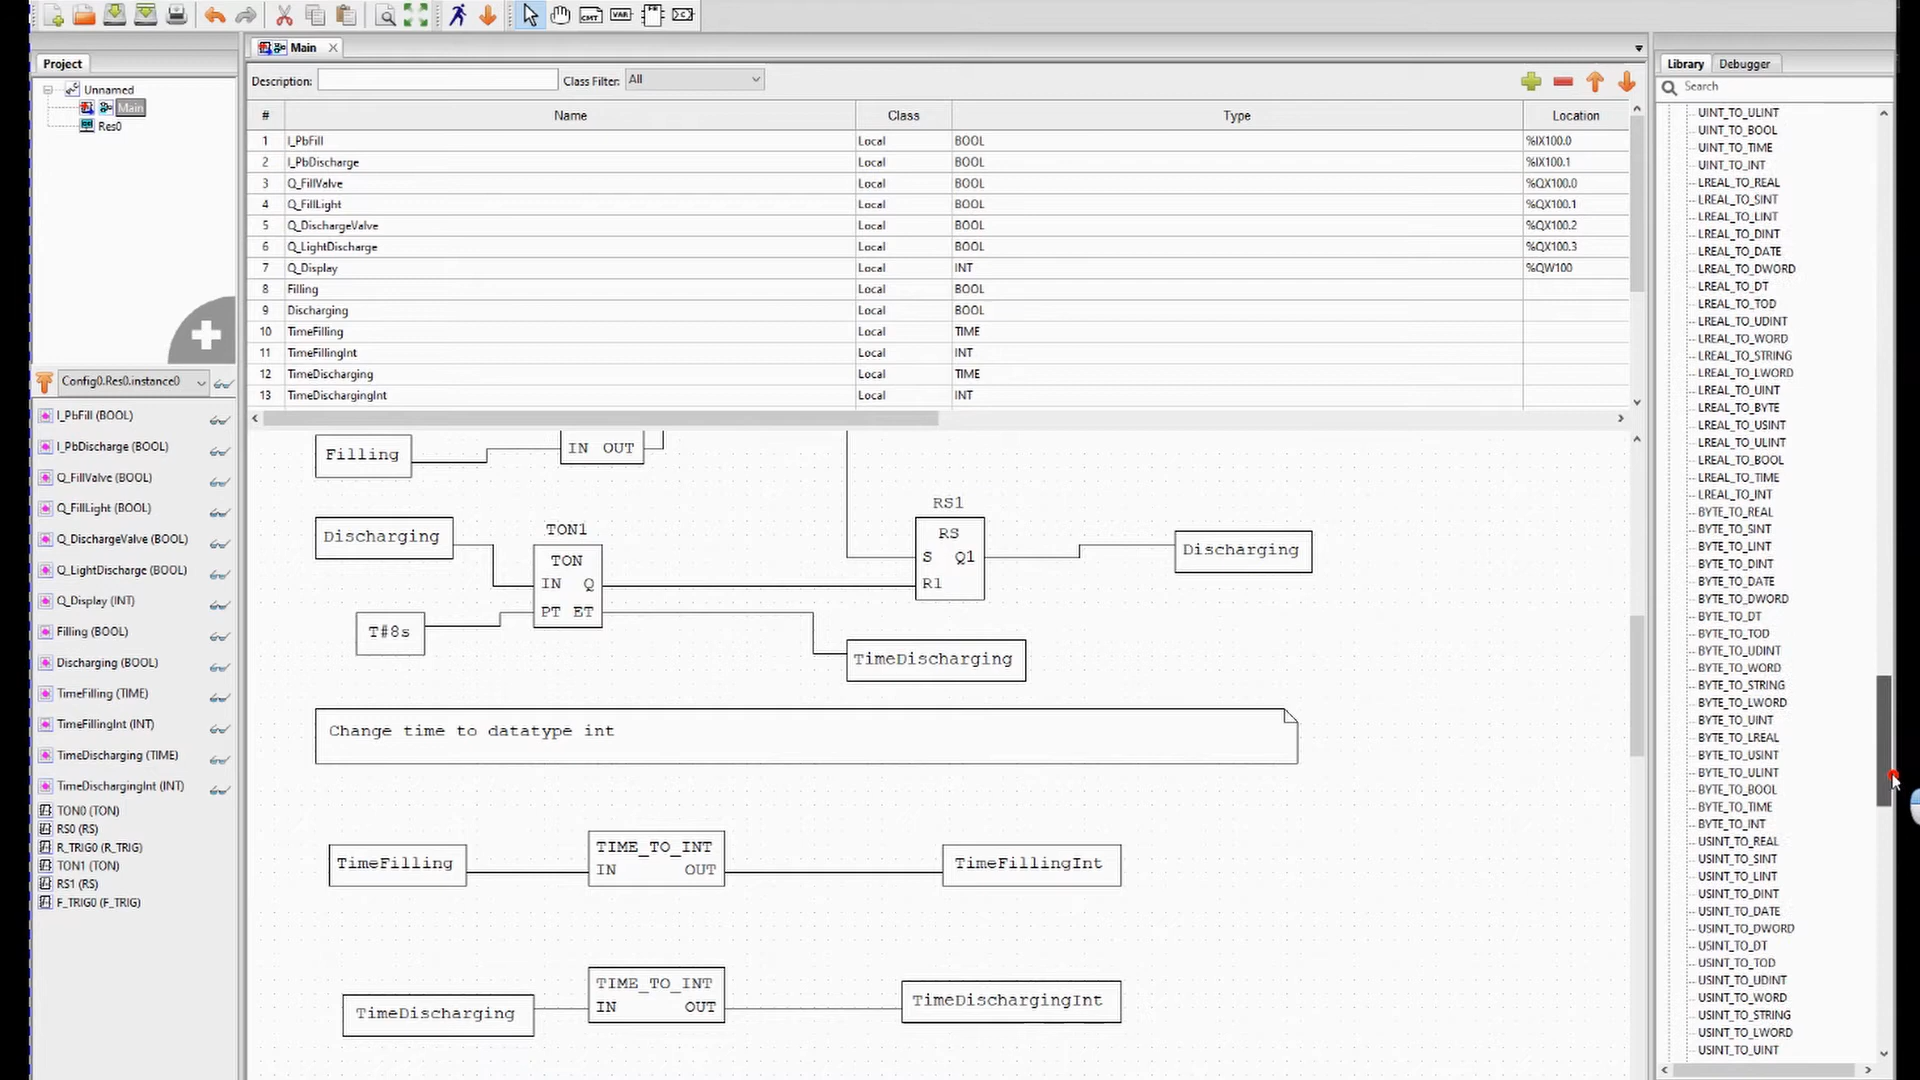 CMT
VAR
Project
Main
Library
Debugger
Unnamed
Main
Res0
Description:
Class Filter:
All
Search
#
Name
Class
Type
Location
1
I_PbFill
Local
BOOL
%IX100.0
2
I_PbDischarge
Local
BOOL
%IX100.1
3
Q_FillValve
Local
BOOL
%QX100.0
4
Q_FillLight
Local
BOOL
%QX100.1
5
Q_DischargeValve
Local
BOOL
%QX100.2
6
Q_LightDischarge
Local
BOOL
%QX100.3
7
Q_Display
Local
INT
%QW100
8
Filling
Local
BOOL
9
Discharging
Local
BOOL
10
TimeFilling
Local
TIME
11
TimeFillingInt
Local
INT
12
TimeDischarging
Local
TIME
13
TimeDischargingInt
Local
INT
Config0.Res0.instance0
I_PbFill (BOOL)
I_PbDischarge (BOOL)
Q_FillValve (BOOL)
Q_FillLight (BOOL)
Q_DischargeValve (BOOL)
Q_LightDischarge (BOOL)
Q_Display (INT)
Filling (BOOL)
Discharging (BOOL)
TimeFilling (TIME)
TimeFillingInt (INT)
TimeDischarging (TIME)
TimeDischargingInt (INT)
TON0 (TON)
RS0 (RS)
R_TRIG0 (R_TRIG)
TON1 (TON)
RS1 (RS)
F_TRIG0 (F_TRIG)
Filling
IN OUT
Discharging
TON1
TON
IN Q
PT ET
T#8s
RS1
RS
S Q1
R1
Discharging
TimeDischarging
Change time to datatype int
TimeFilling
TIME_TO_INT
IN OUT
TimeFillingInt
TimeDischarging
TIME_TO_INT
IN OUT
TimeDischargingInt
UINT_TO_ULINT
UINT_TO_BOOL
UINT_TO_TIME
UINT_TO_INT
LREAL_TO_REAL
LREAL_TO_SINT
LREAL_TO_LINT
LREAL_TO_DINT
LREAL_TO_DATE
LREAL_TO_DWORD
LREAL_TO_DT
LREAL_TO_TOD
LREAL_TO_UDINT
LREAL_TO_WORD
LREAL_TO_STRING
LREAL_TO_LWORD
LREAL_TO_UINT
LREAL_TO_BYTE
LREAL_TO_USINT
LREAL_TO_ULINT
LREAL_TO_BOOL
LREAL_TO_TIME
LREAL_TO_INT
BYTE_TO_REAL
BYTE_TO_SINT
BYTE_TO_LINT
BYTE_TO_DINT
BYTE_TO_DATE
BYTE_TO_DWORD
BYTE_TO_DT
BYTE_TO_TOD
BYTE_TO_UDINT
BYTE_TO_WORD
BYTE_TO_STRING
BYTE_TO_LWORD
BYTE_TO_UINT
BYTE_TO_LREAL
BYTE_TO_USINT
BYTE_TO_ULINT
BYTE_TO_BOOL
BYTE_TO_TIME
BYTE_TO_INT
USINT_TO_REAL
USINT_TO_SINT
USINT_TO_LINT
USINT_TO_DINT
USINT_TO_DATE
USINT_TO_DWORD
USINT_TO_DT
USINT_TO_TOD
USINT_TO_UDINT
USINT_TO_WORD
USINT_TO_STRING
USINT_TO_LWORD
USINT_TO_UINT